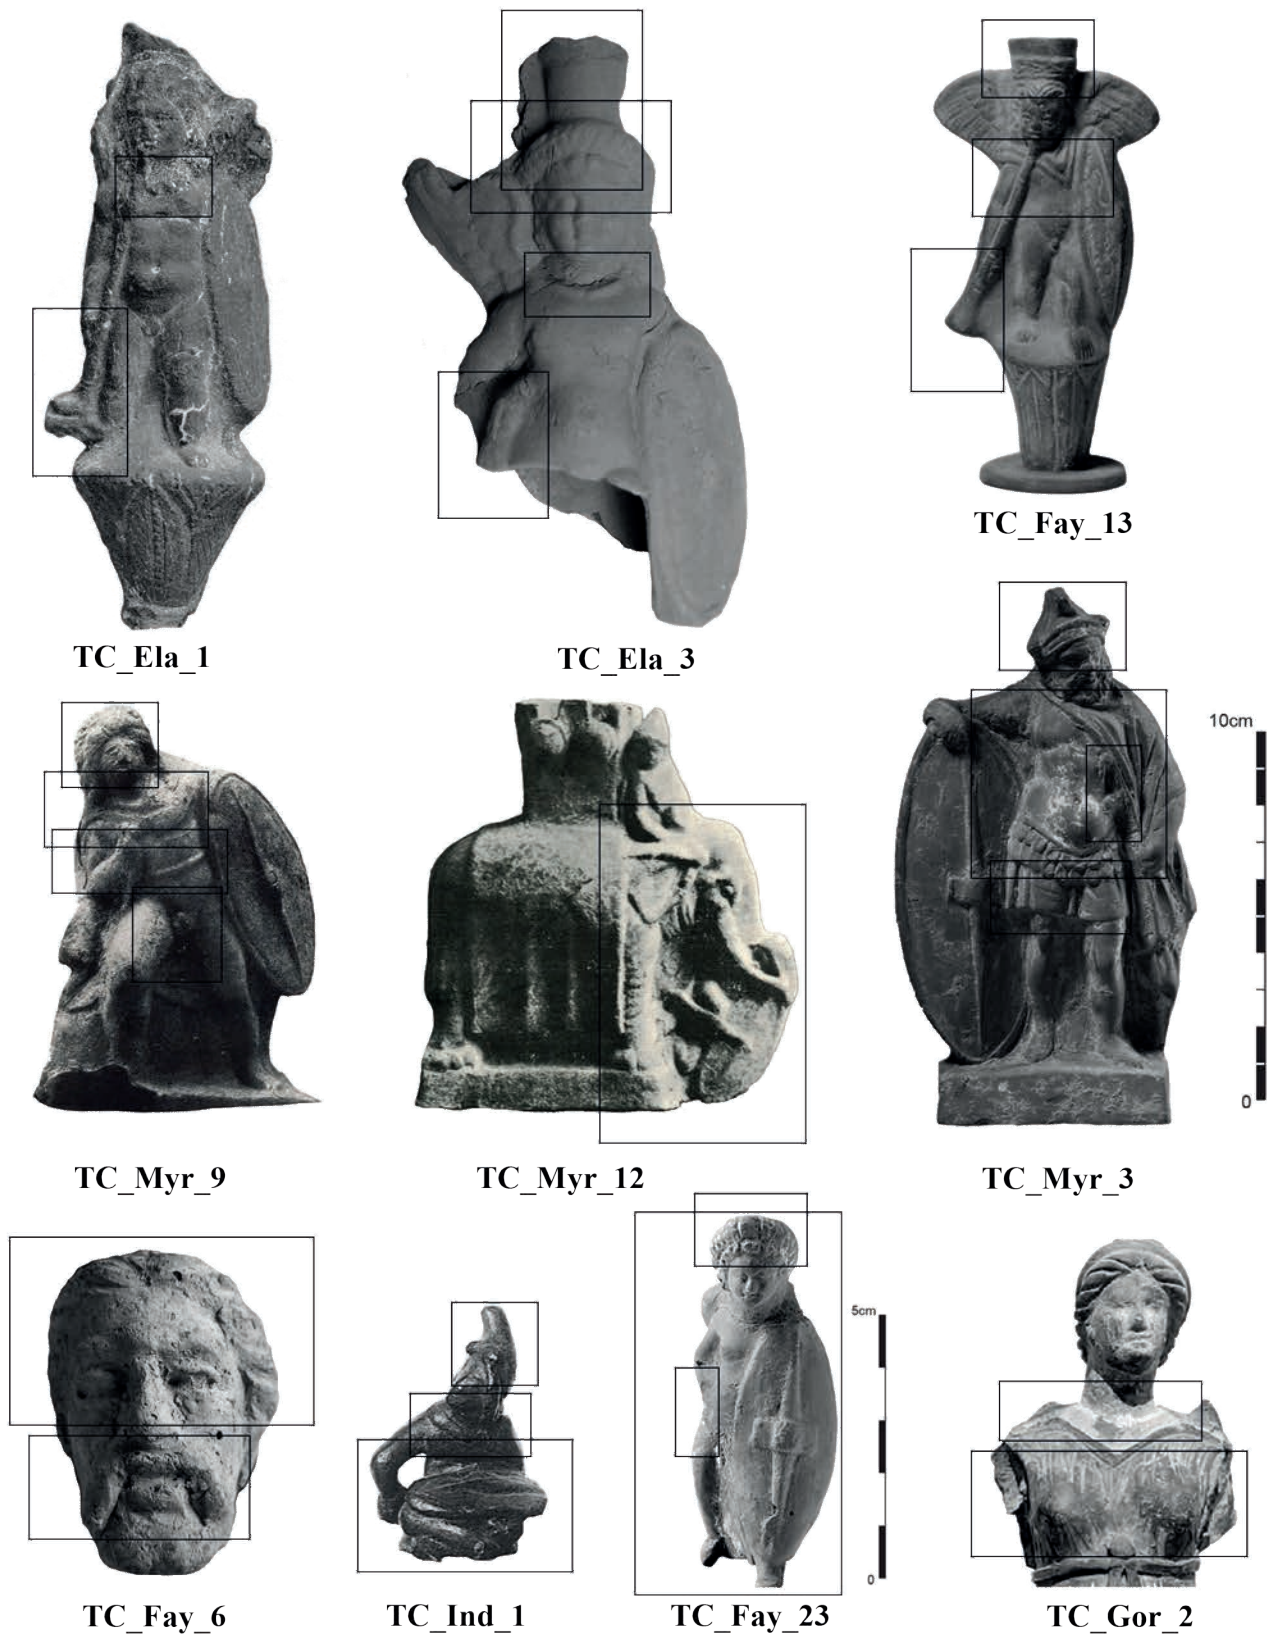 TC_Ela_1
TC_Ela_3
TC_Fay_13
TC_Myr_9
TC_Myr_12
TC_Myr_3
10cm
0
TC_Fay_6
TC_Ind_1
TC_Fay_23
5cm
0
TC_Gor_2